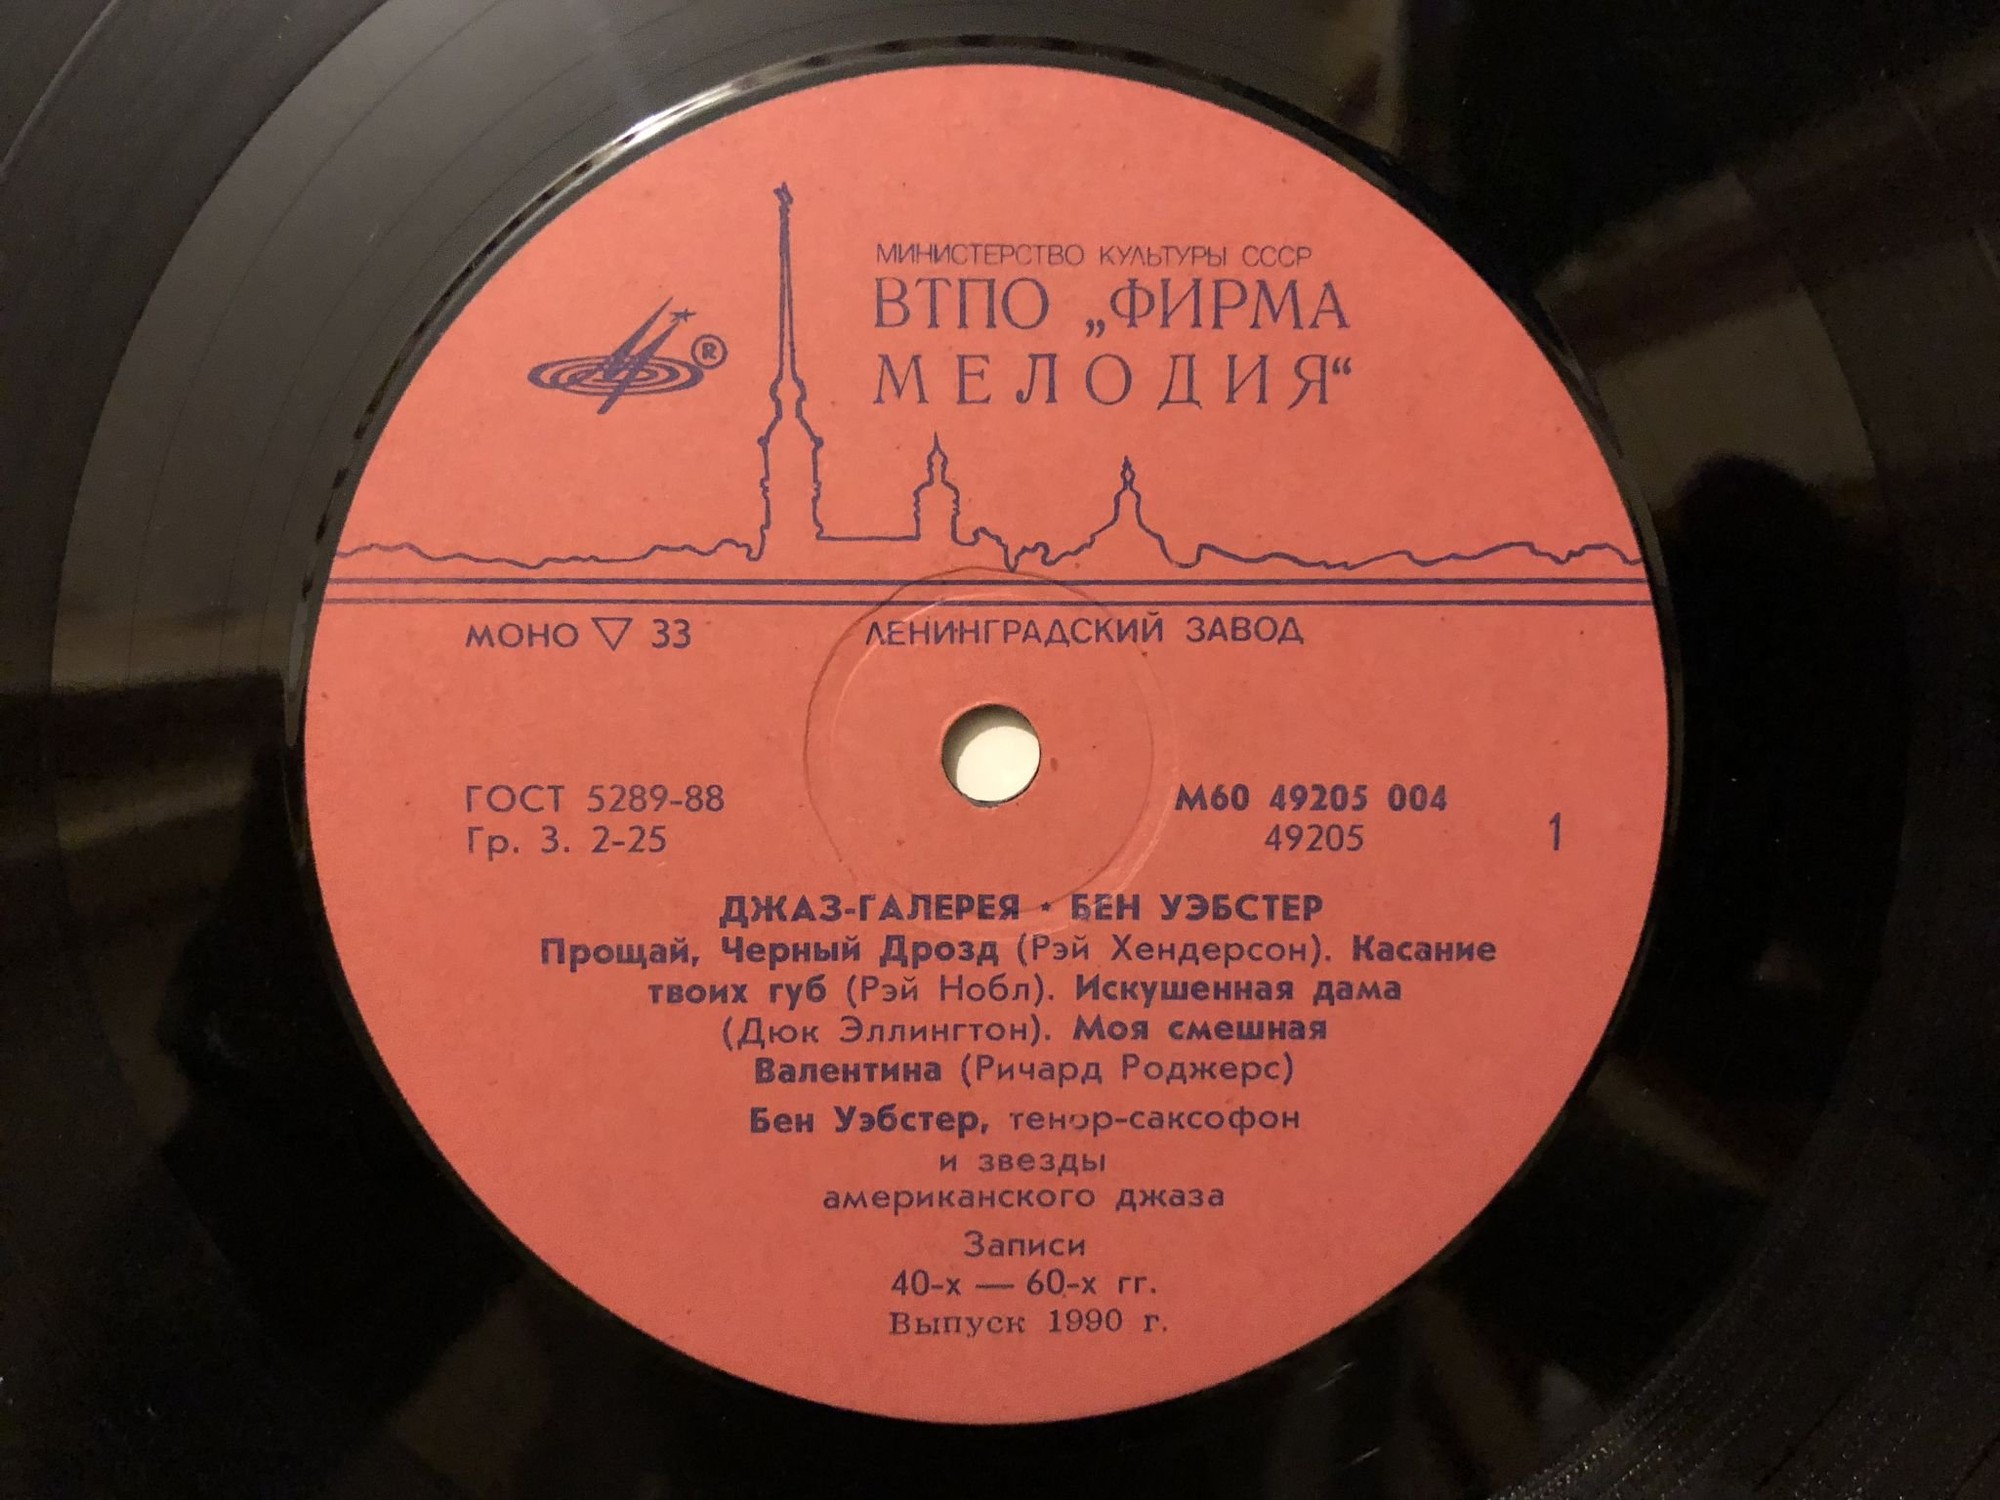 МИНИСТЕРСТВО КУЛЬТУРЫ СССР
ВТПО „ФИРМА
МЕЛОДИЯ“
®
МОНО ▽ 33 ЛЕНИНГРАДСКИЙ ЗАВОД
ГОСТ 5289-88 М60 49205 004
Гр. 3. 2-25 49205 1
ДЖАЗ-ГАЛЕРЕЯ • БЕН УЭБСТЕР
Прощай, Черный Дрозд (Рэй Хендерсон). Касание
твоих губ (Рэй Нобл). Искушенная дама
(Дюк Эллингтон). Моя смешная
Валентина (Ричард Роджерс)
Бен Уэбстер, тенор-саксофон
и звезды
американского джаза
Записи
40-х — 60-х гг.
Выпуск 1990 г.